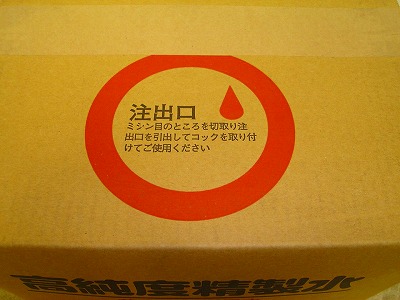 注出口
ミシン目のところを切取り注
出口を引出してコックを取り付
けてご使用ください
高純度精製水